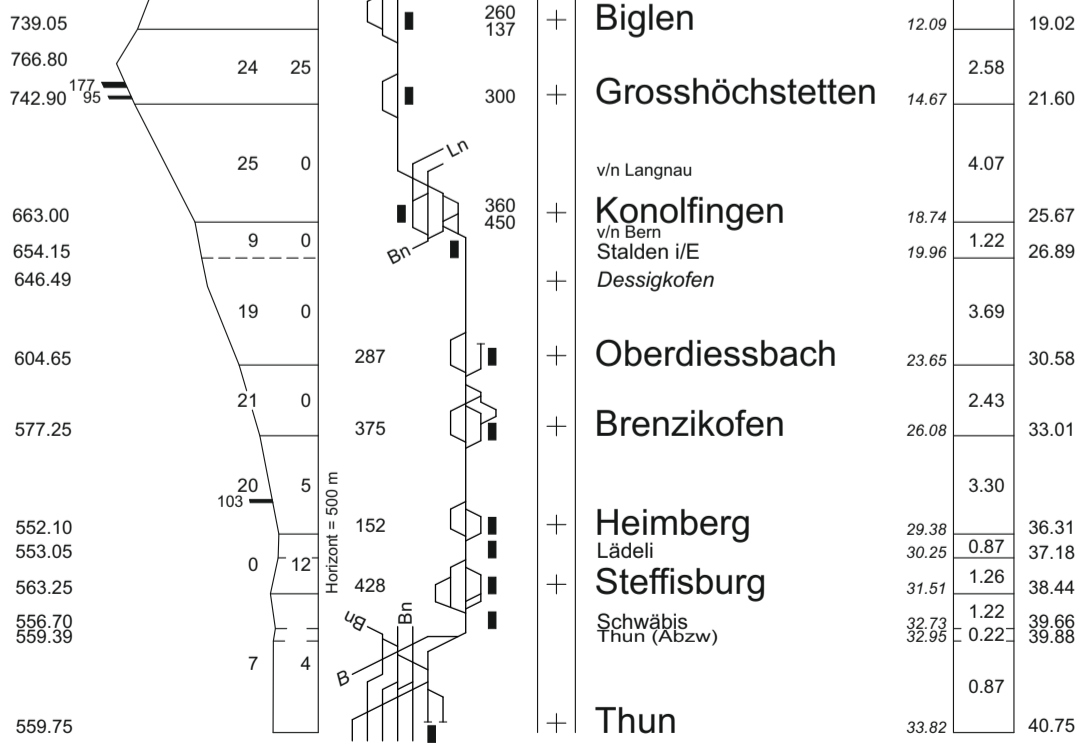 739.05 260 Biglen 12.09 19.02
137
766.80 24 25 2.58
177
742.90 95 300 Grosshöchstetten 14.67 21.60
Ln
25 0 v/n Langnau 4.07
663.00 360 Konolfingen 18.74 25.67
450
9 0 v/n Bern 1.22
654.15 Bn Stalden i/E 19.96 26.89
646.49 Dessigkofen
19 0 3.69
604.65 287 Oberdiessbach 23.65 30.58
21 0 2.43
577.25 375 Brenzikofen 26.08 33.01
20 5 3.30
103
Horizont = 500 m
552.10 152 Heimberg 29.38 36.31
553.05 Lädeli 30.25 0.87 37.18
0 12 1.26
563.25 428 Steffisburg 31.51 38.44
Bn Bn 1.22
556.70 Schwäbis 32.73 39.66
559.39 Thun (Abzw) 32.95 0.22 39.88
7 4 B 0.87
559.75 Thun 33.82 40.75